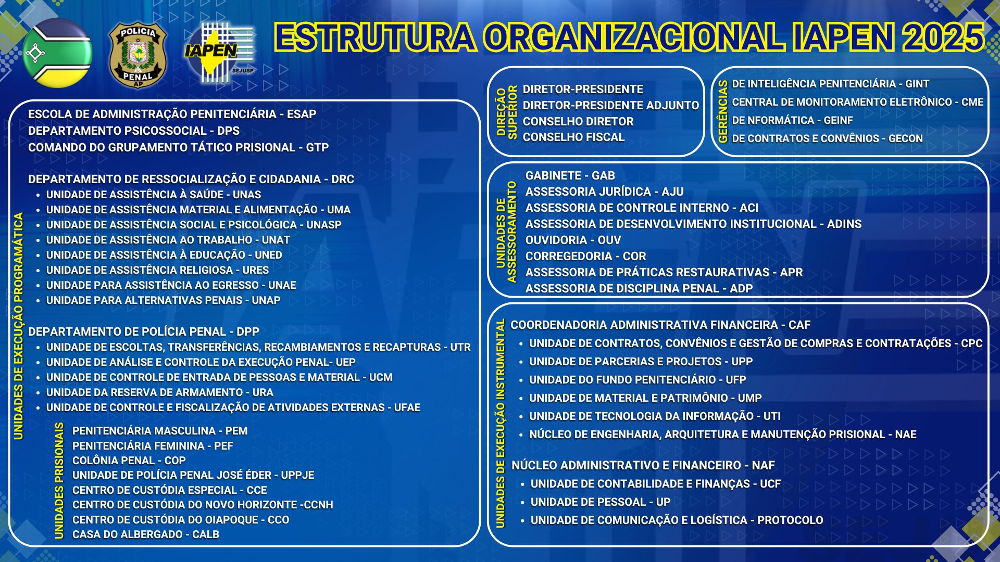 POLÍCIA
PENAL
AP
IAPEN
SEJUSP
ESTRUTURA ORGANIZACIONAL IAPEN 2025
DIREÇÃO
SUPERIOR
DIRETOR-PRESIDENTE
DIRETOR-PRESIDENTE ADJUNTO
CONSELHO DIRETOR
CONSELHO FISCAL
GERÊNCIAS
DE INTELIGÊNCIA PENITENCIÁRIA - GINT
CENTRAL DE MONITORAMENTO ELETRÔNICO - CME
DE NFORMÁTICA - GEINF
DE CONTRATOS E CONVÊNIOS - GECON
UNIDADES DE EXECUÇÃO PROGRAMÁTICA
ESCOLA DE ADMINISTRAÇÃO PENITENCIÁRIA - ESAP
DEPARTAMENTO PSICOSSOCIAL - DPS
COMANDO DO GRUPAMENTO TÁTICO PRISIONAL - GTP
DEPARTAMENTO DE RESSOCIALIZAÇÃO E CIDADANIA - DRC
• UNIDADE DE ASSISTÊNCIA À SAÚDE - UNAS
• UNIDADE DE ASSISTÊNCIA MATERIAL E ALIMENTAÇÃO - UMA
• UNIDADE DE ASSISTÊNCIA SOCIAL E PSICOLÓGICA - UNASP
• UNIDADE DE ASSISTÊNCIA AO TRABALHO - UNAT
• UNIDADE DE ASSISTÊNCIA À EDUCAÇÃO - UNED
• UNIDADE DE ASSISTÊNCIA RELIGIOSA - URES
• UNIDADE PARA ASSISTÊNCIA AO EGRESSO - UNAE
• UNIDADE PARA ALTERNATIVAS PENAIS - UNAP
DEPARTAMENTO DE POLÍCIA PENAL - DPP
• UNIDADE DE ESCOLTAS, TRANSFERÊNCIAS, RECAMBIAMENTOS E RECAPTURAS - UTR
• UNIDADE DE ANÁLISE E CONTROLE DA EXECUÇÃO PENAL- UEP
• UNIDADE DE CONTROLE DE ENTRADA DE PESSOAS E MATERIAL - UCM
• UNIDADE DA RESERVA DE ARMAMENTO - URA
• UNIDADE DE CONTROLE E FISCALIZAÇÃO DE ATIVIDADES EXTERNAS - UFAE
UNIDADES PRISIONAIS
PENITENCIÁRIA MASCULINA - PEM
PENITENCIÁRIA FEMININA - PEF
COLÔNIA PENAL - COP
UNIDADE DE POLÍCIA PENAL JOSÉ ÉDER - UPPJE
CENTRO DE CUSTÓDIA ESPECIAL - CCE
CENTRO DE CUSTÓDIA DO NOVO HORIZONTE -CCNH
CENTRO DE CUSTÓDIA DO OIAPOQUE - CCO
CASA DO ALBERGADO - CALB
UNIDADES DE
ASSESSORAMENTO
GABINETE - GAB
ASSESSORIA JURÍDICA - AJU
ASSESSORIA DE CONTROLE INTERNO - ACI
ASSESSORIA DE DESENVOLVIMENTO INSTITUCIONAL - ADINS
OUVIDORIA - OUV
CORREGEDORIA - COR
ASSESSORIA DE PRÁTICAS RESTAURATIVAS - APR
ASSESSORIA DE DISCIPLINA PENAL - ADP
UNIDADES DE EXECUÇÃO INSTRUMENTAL
COORDENADORIA ADMINISTRATIVA FINANCEIRA - CAF
• UNIDADE DE CONTRATOS, CONVÊNIOS E GESTÃO DE COMPRAS E CONTRATAÇÕES - CPC
• UNIDADE DE PARCERIAS E PROJETOS - UPP
• UNIDADE DO FUNDO PENITENCIÁRIO - UFP
• UNIDADE DE MATERIAL E PATRIMÔNIO - UMP
• UNIDADE DE TECNOLOGIA DA INFORMAÇÃO - UTI
• NÚCLEO DE ENGENHARIA, ARQUITETURA E MANUTENÇÃO PRISIONAL - NAE
NÚCLEO ADMINISTRATIVO E FINANCEIRO - NAF
• UNIDADE DE CONTABILIDADE E FINANÇAS - UCF
• UNIDADE DE PESSOAL - UP
• UNIDADE DE COMUNICAÇÃO E LOGÍSTICA - PROTOCOLO